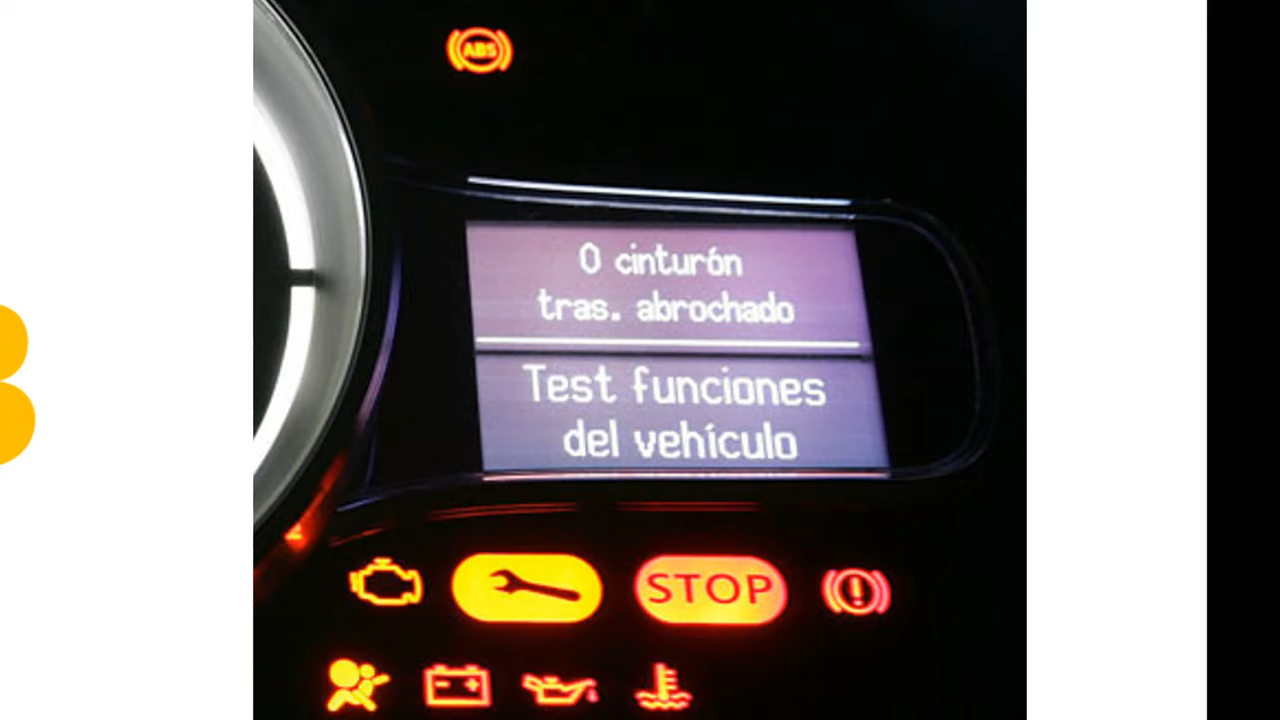 ABS
0 cinturón
tras. abrochado
Test funciones
del vehículo
STOP